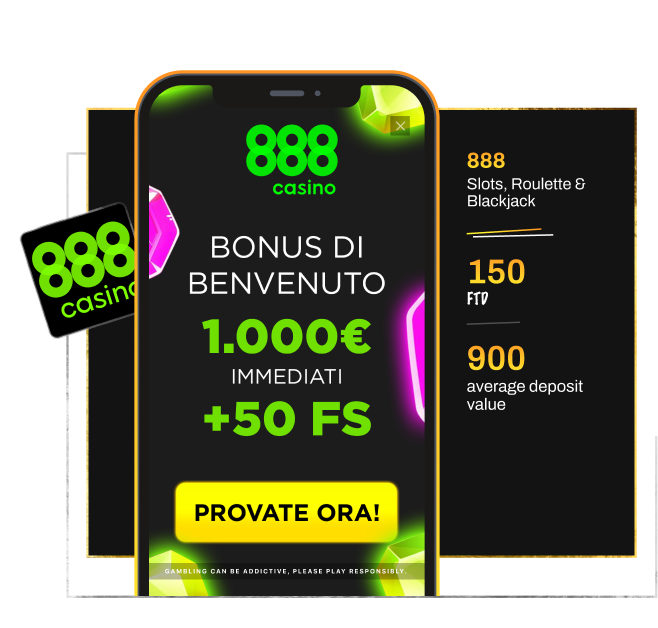 888
casino
888
casino
BONUS DI
BENVENUTO
1.000€
IMMEDIATI
+50 FS
PROVATE ORA!
GAMBLING CAN BE ADDICTIVE, PLEASE PLAY RESPONSIBLY.
888
Slots, Roulette &
Blackjack
150
FTD
900
average deposit
value